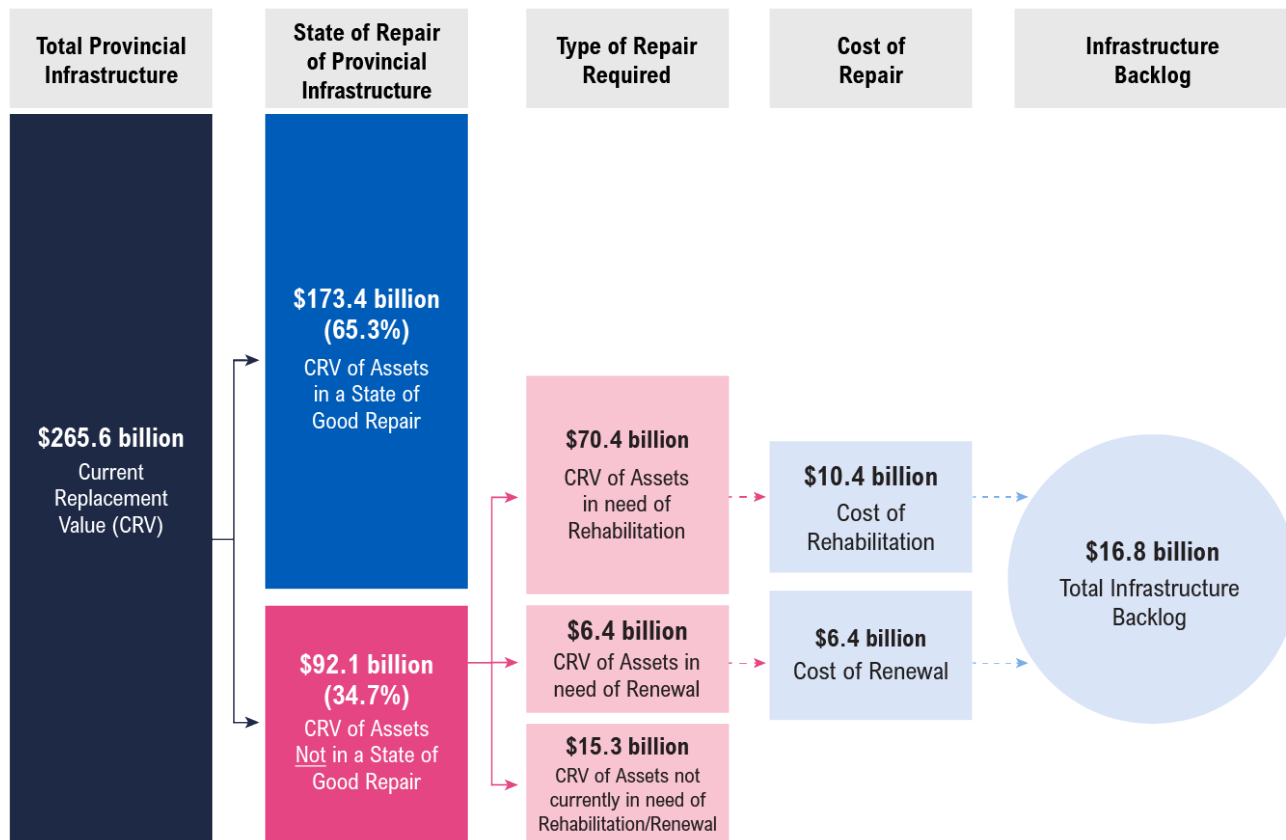 Total Provincial
Infrastructure
State of Repair
of Provincial
Infrastructure
Type of Repair
Required
Cost of
Repair
Infrastructure
Backlog
$265.6 billion
Current
Replacement
Value (CRV)
$173.4 billion
(65.3%)
CRV of Assets
in a State of
Good Repair
$92.1 billion
(34.7%)
CRV of Assets
Not in a State of
Good Repair
$70.4 billion
CRV of Assets
in need of
Rehabilitation
$6.4 billion
CRV of Assets in
need of Renewal
$15.3 billion
CRV of Assets not
currently in need of
Rehabilitation/Renewal
$10.4 billion
Cost of
Rehabilitation
$6.4 billion
Cost of Renewal
$16.8 billion
Total Infrastructure
Backlog